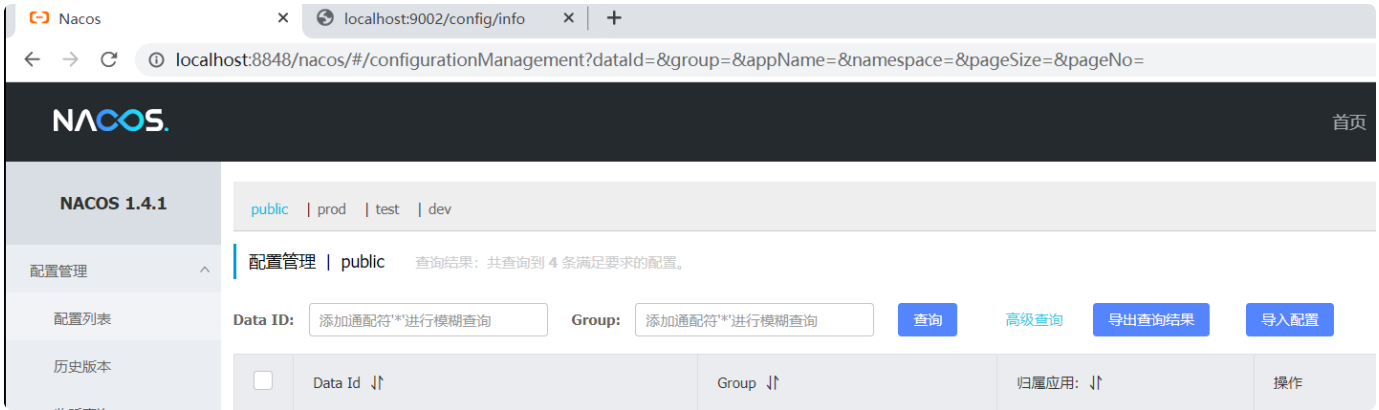 Nacos
localhost:9002/config/info
localhost:8848/nacos/#/configurationManagement?dataId=&group=&appName=&namespace=&pageSize=&pageNo=
NACOS.
首页
NACOS 1.4.1
public | prod | test | dev
配置管理
配置管理 | public 查询结果：共查询到 4 条满足要求的配置。
配置列表
Data ID: 添加通配符'*'进行模糊查询 Group: 添加通配符'*'进行模糊查询 查询 高级查询 导出查询结果 导入配置
历史版本
Data Id Group 归属应用: 操作